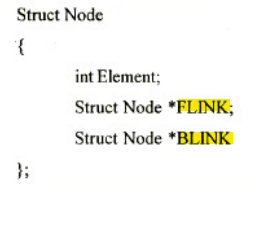 Struct Node
{
int Element;
Struct Node *FLINK;
Struct Node *BLINK
};